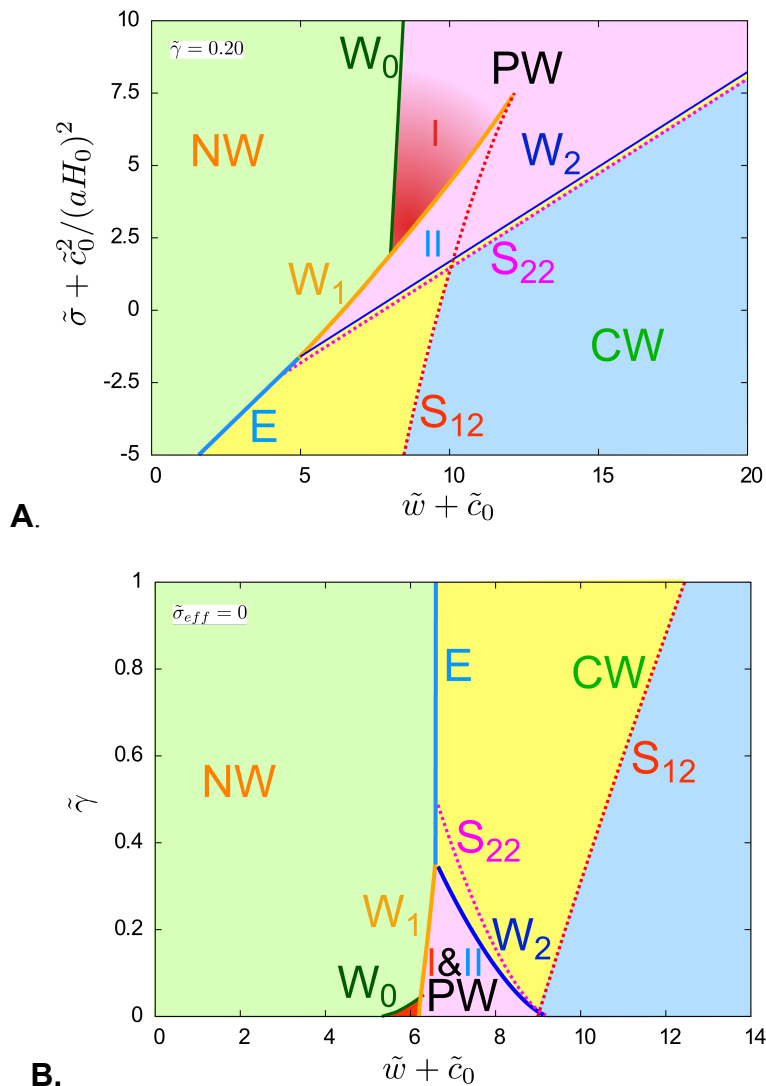 10
7.5
5
2.5
0
-2.5
-5
σ̃ + c̃₀²/(aH₀)²
γ̃ = 0.20
W₀
PW
I
NW
W₂
II
S₂₂
W₁
CW
E
S₁₂
0 5 10 15 20
w̃ + c̃₀
A.
1
0.8
0.6
0.4
0.2
0
γ̃
σ̃_eff = 0
E
CW
NW
S₁₂
S₂₂
W₁
W₂
I&II
W₀
PW
0 2 4 6 8 10 12 14
w̃ + c̃₀
B.